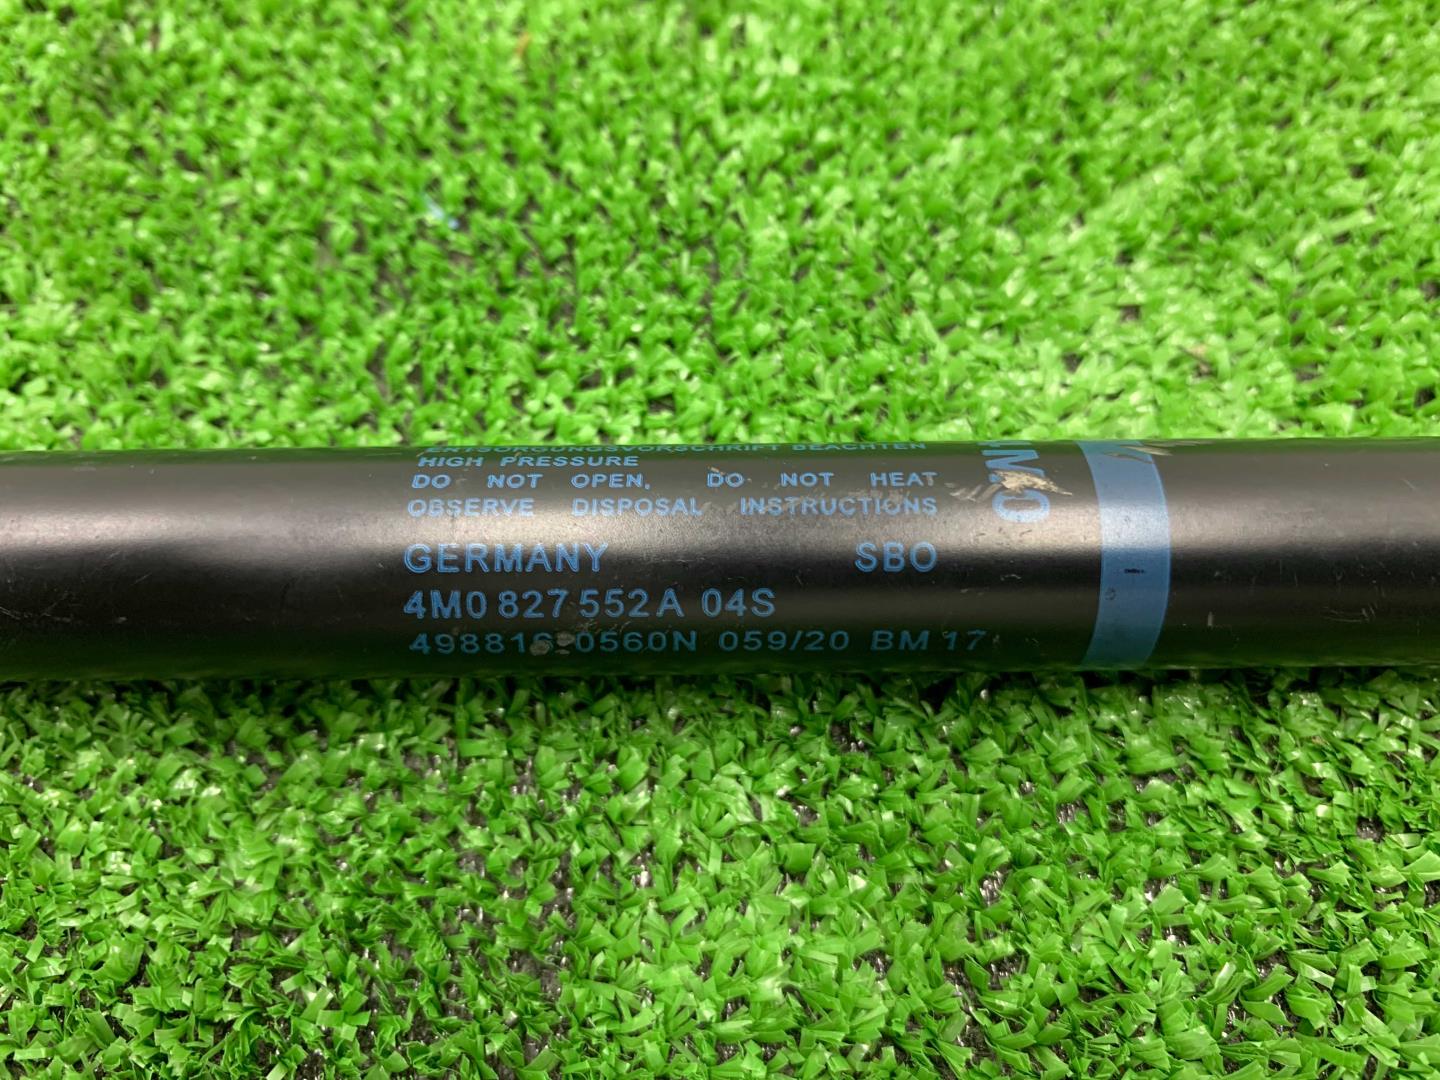 ENTSORGUNGSVORSCHRIFT BEACHTEN
HIGH PRESSURE
DO NOT OPEN, DO NOT HEAT
OBSERVE DISPOSAL INSTRUCTIONS
GERMANY SBO
4M0 827 552 A 04S
0560N 059/20 BM 17